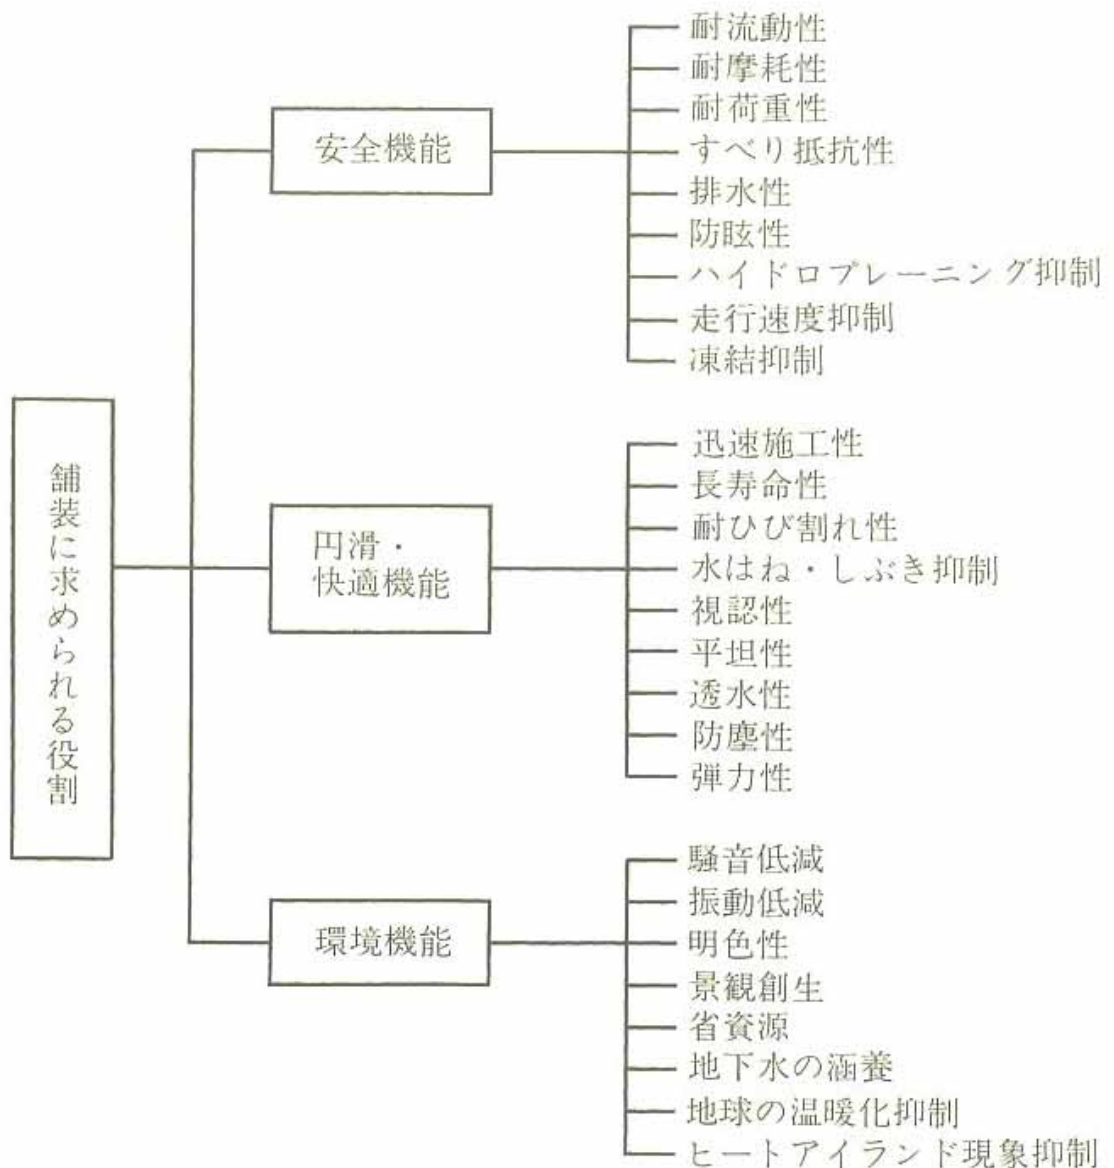 舗装に求められる役割
安全機能
耐流動性
耐摩耗性
耐荷重性
すべり抵抗性
排水性
防眩性
ハイドロプレーニング抑制
走行速度抑制
凍結抑制
円滑・
快適機能
迅速施工性
長寿命性
耐ひび割れ性
水はね・しぶき抑制
視認性
平坦性
透水性
防塵性
弾力性
環境機能
騒音低減
振動低減
明色性
景観創生
省資源
地下水の涵養
地球の温暖化抑制
ヒートアイランド現象抑制